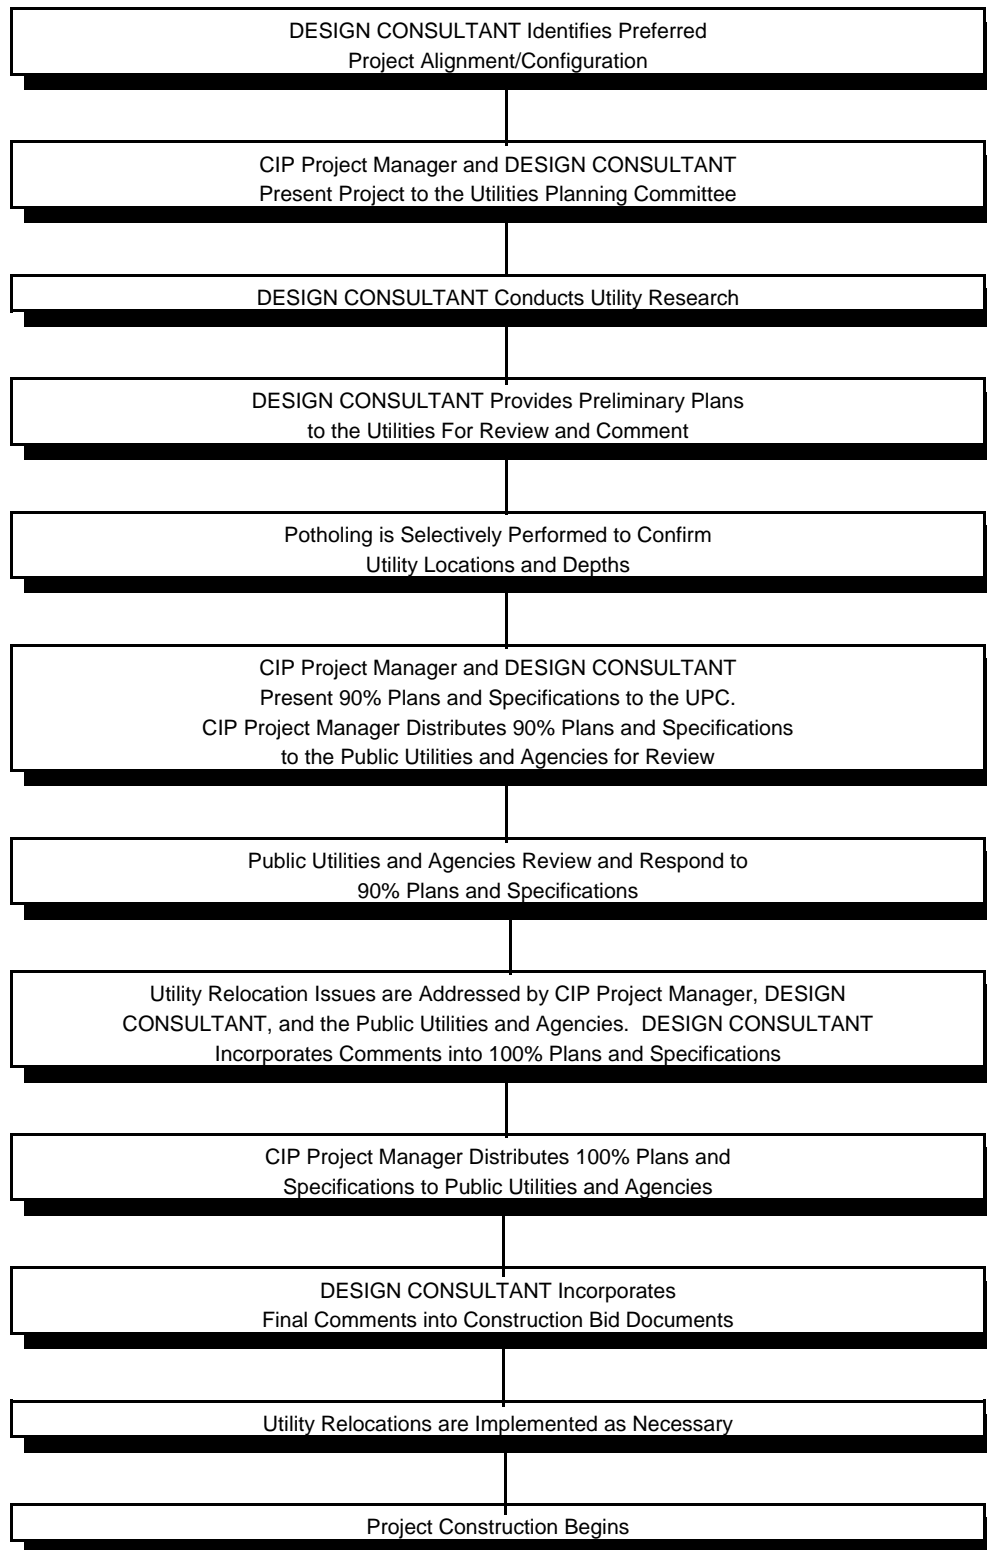 DESIGN CONSULTANT Identifies Preferred
Project Alignment/Configuration
CIP Project Manager and DESIGN CONSULTANT
Present Project to the Utilities Planning Committee
DESIGN CONSULTANT Conducts Utility Research
DESIGN CONSULTANT Provides Preliminary Plans
to the Utilities For Review and Comment
Potholing is Selectively Performed to Confirm
Utility Locations and Depths
CIP Project Manager and DESIGN CONSULTANT
Present 90% Plans and Specifications to the UPC.
CIP Project Manager Distributes 90% Plans and Specifications
to the Public Utilities and Agencies for Review
Public Utilities and Agencies Review and Respond to
90% Plans and Specifications
Utility Relocation Issues are Addressed by CIP Project Manager, DESIGN
CONSULTANT, and the Public Utilities and Agencies.  DESIGN CONSULTANT
Incorporates Comments into 100% Plans and Specifications
CIP Project Manager Distributes 100% Plans and
Specifications to Public Utilities and Agencies
DESIGN CONSULTANT Incorporates
Final Comments into Construction Bid Documents
Utility Relocations are Implemented as Necessary
Project Construction Begins